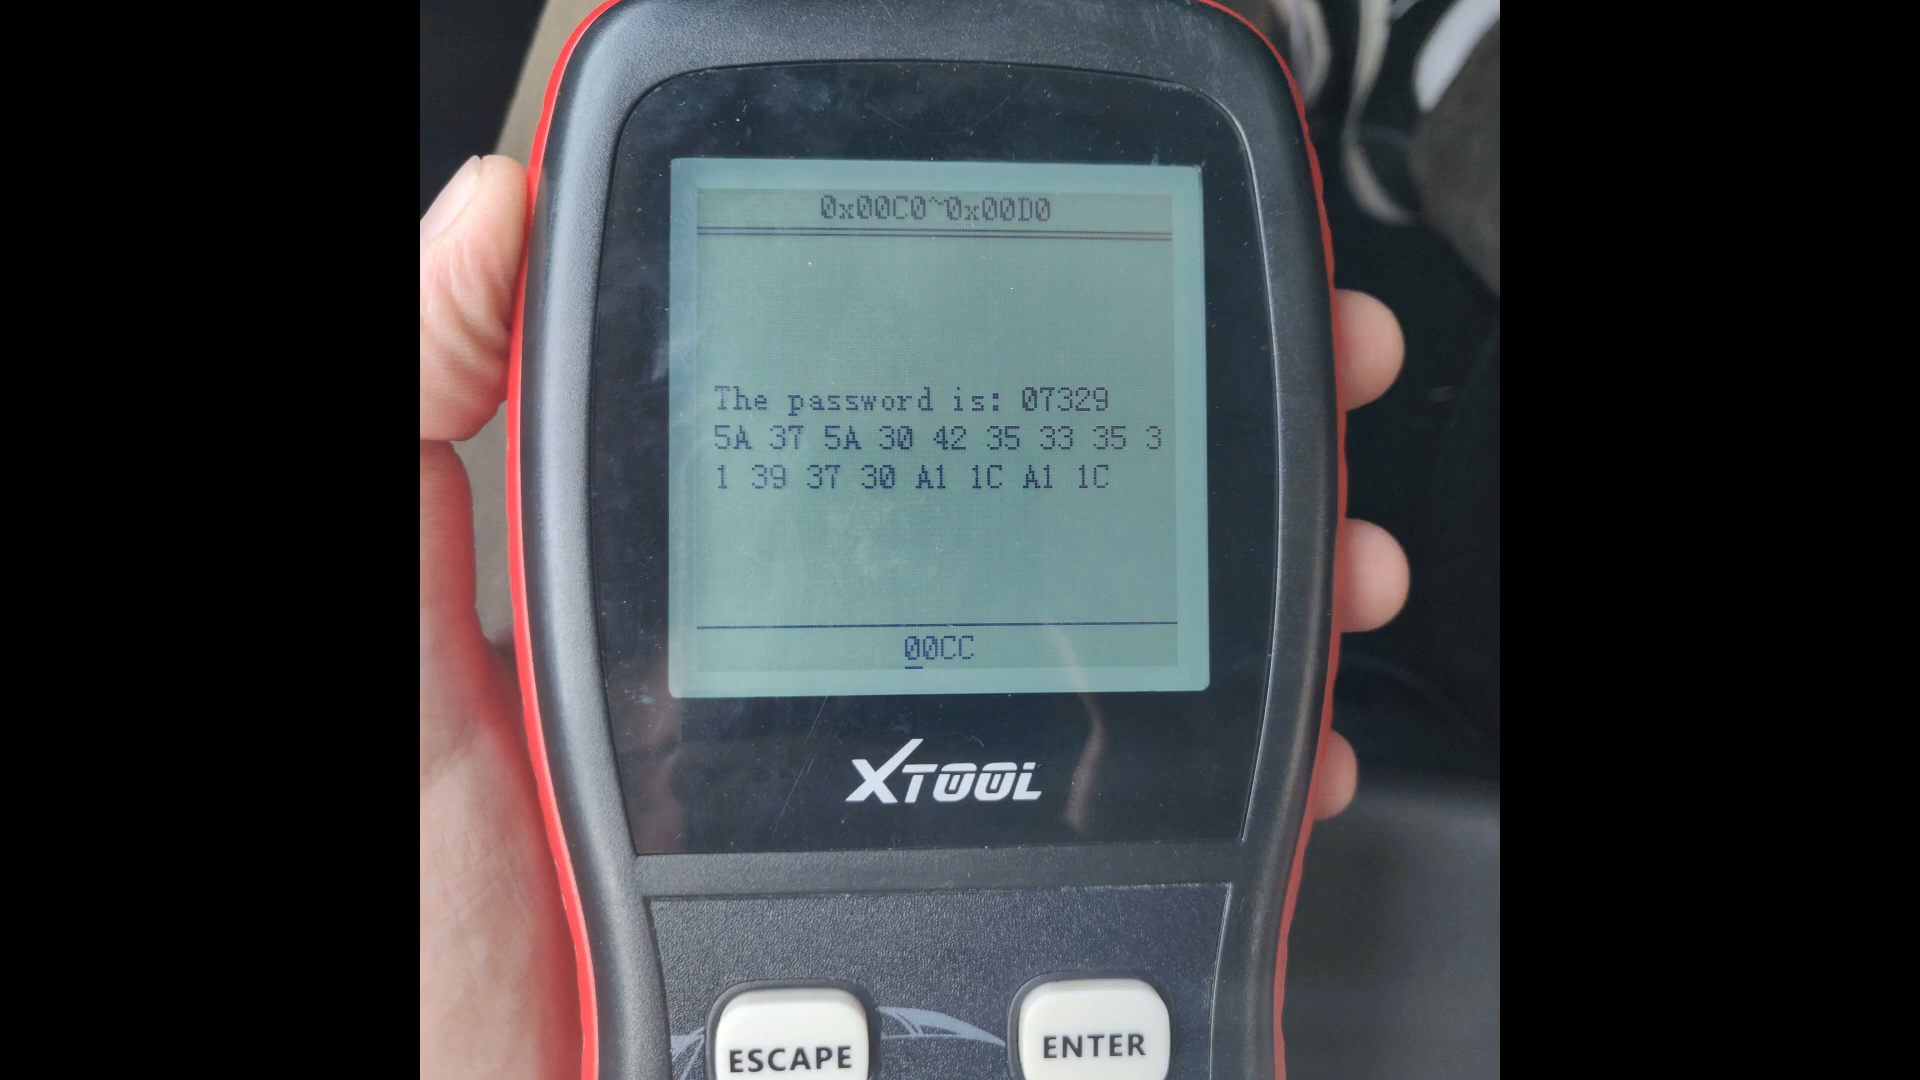 0x00C0~0x00D0
The password is: 07329
5A 37 5A 30 42 35 33 35 3
1 39 37 30 A1 1C A1 1C
00CC
XTOOL
ESCAPE
ENTER